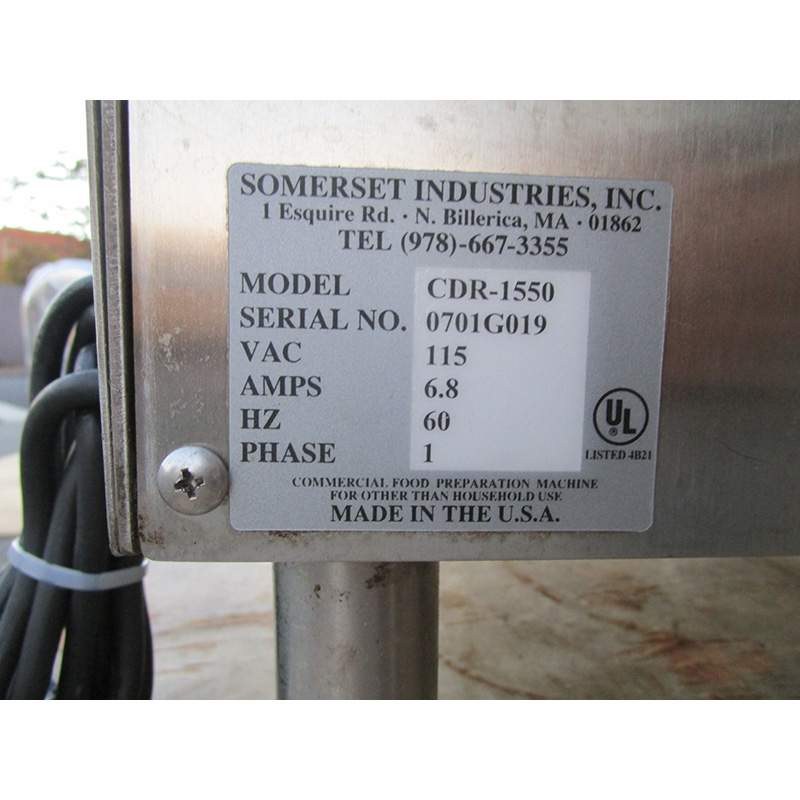 SOMERSET INDUSTRIES, INC.
1 Esquire Rd. · N. Billerica, MA · 01862
TEL (978)-667-3355
MODEL CDR-1550
SERIAL NO. 0701G019
VAC 115
AMPS 6.8
HZ 60
PHASE 1
UL ®
LISTED 4B21
COMMERCIAL FOOD PREPARATION MACHINE
FOR OTHER THAN HOUSEHOLD USE
MADE IN THE U.S.A.